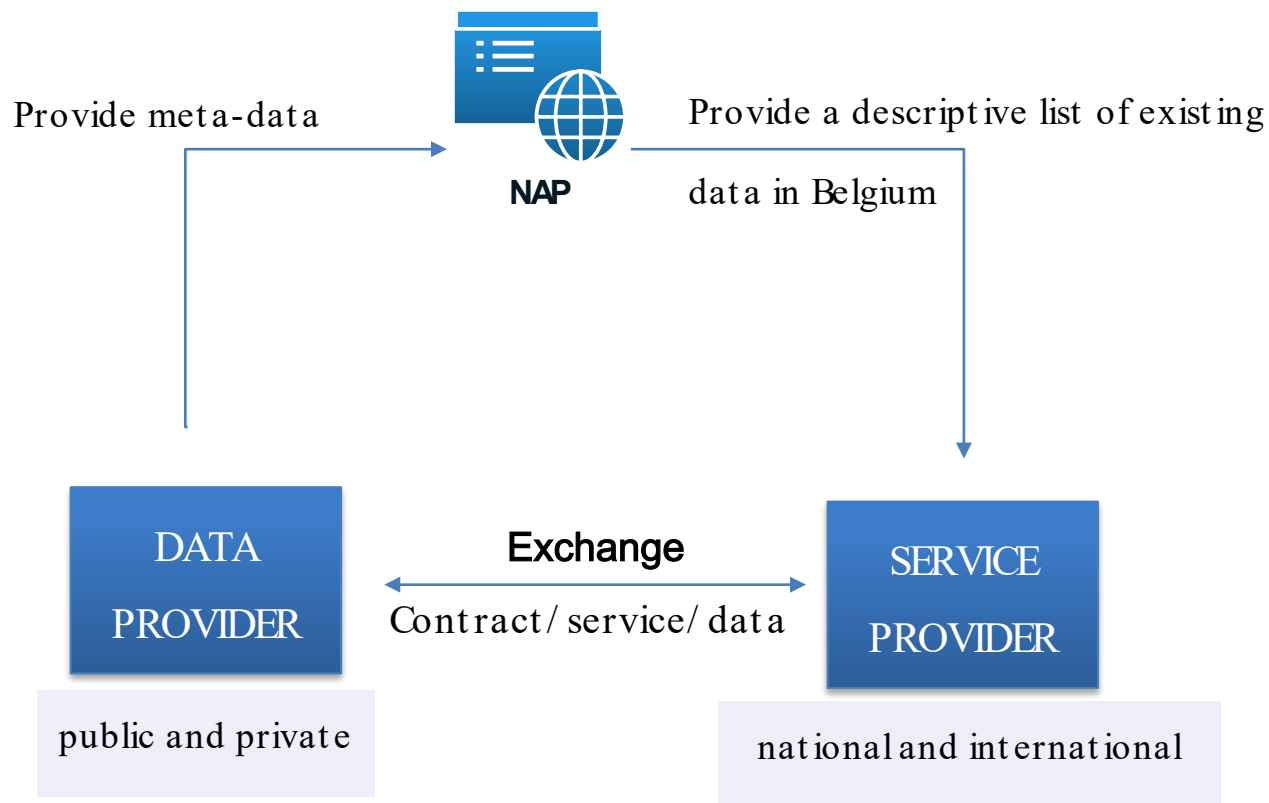 Provide meta-data
NAP
Provide a descriptive list of existing
data in Belgium
DATA
PROVIDER
public and private
Exchange
Contract/ service/ data
SERVICE
PROVIDER
national and international